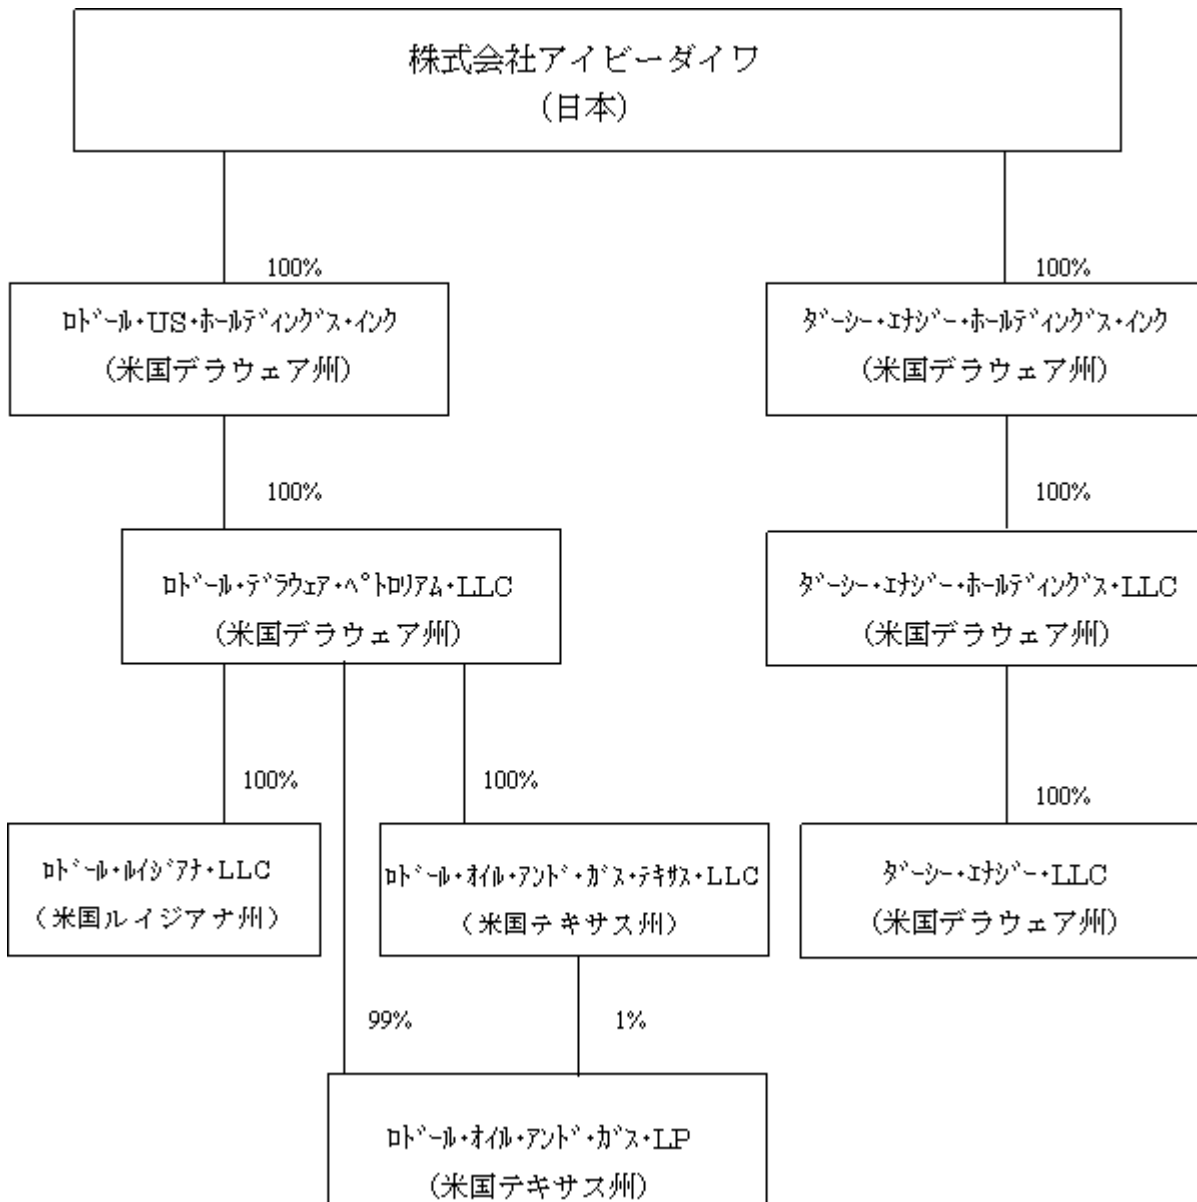 株式会社アイビーダイワ
(日本)
100%
100%
ﾛﾄﾞｰﾙ・US・ﾎｰﾙﾃﾞｨﾝｸﾞｽ・ｲﾝｸ
(米国デラウェア州)
ﾀﾞｰｼｰ・ｴﾅｼﾞｰ・ﾎｰﾙﾃﾞｨﾝｸﾞｽ・ｲﾝｸ
(米国デラウェア州)
100%
100%
ﾛﾄﾞｰﾙ・ﾃﾞﾗｳｪｱ・ﾍﾟﾄﾛﾘｱﾑ・LLC
(米国デラウェア州)
ﾀﾞｰｼｰ・ｴﾅｼﾞｰ・ﾎｰﾙﾃﾞｨﾝｸﾞｽ・LLC
(米国デラウェア州)
100%
100%
100%
ﾛﾄﾞｰﾙ・ﾙｲｼﾞｱﾅ・LLC
（米国ルイジアナ州）
ﾛﾄﾞｰﾙ・ｵｲﾙ・ｱﾝﾄﾞ・ｶﾞｽ・ﾃｷｻｽ・LLC
（米国テキサス州）
ﾀﾞｰｼｰ・ｴﾅｼﾞｰ・LLC
(米国デラウェア州)
99%
1%
ﾛﾄﾞｰﾙ・ｵｲﾙ・ｱﾝﾄﾞ・ｶﾞｽ・LP
(米国テキサス州)